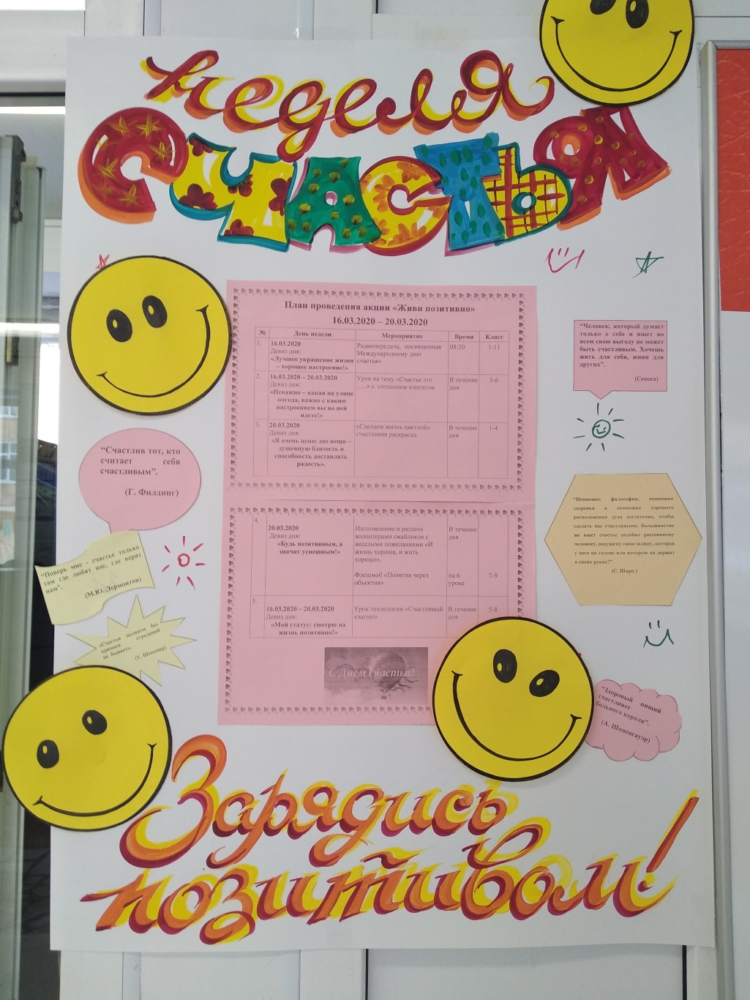 неделя
СЧАСТЬЯ
План проведения акции «Живи позитивно»
16.03.2020 – 20.03.2020
№ День недели Мероприятие Время Класс
1. 16.03.2020 Радиопередача, посвященная 08:30 1-11
Девиз дня: Международному дню
«Лучшее украшение жизни счастья»
– хорошее настроение!»
2. 16.03.2020 – 20.03.2020 Урок на тему «Счастье это В течение 5-6
Девиз дня: …..» с созданием хэштегов дня
«Неважно – какая на улице
погода, важно с каким
настроением вы по ней
идете!»
3. 20.03.2020 «Сделаем жизнь цветной» В течение 1-4
Девиз дня: счастливая раскраска дня
«Я очень ценю две вещи –
душевную близость и
способность доставлять
радость».
4.
20.03.2020 Изготовление и раздача В течение
Девиз дня: волонтерами смайликов с дня
«Будь позитивным, а веселыми пожеланиями «И
значит успешным!» жизнь хороша, и жить
хорошо».
Флешмоб «Позитив через на 6 7-9
объектив» уроке
5.
16.03.2020 – 20.03.2020 Урок технологии «Счастливый В течение 5-8
Девиз дня: хэштег» дня
«Мой статус: смотрю на
жизнь позитивно!»
С Днем счастья!
"Счастлив тот, кто
считает себя
счастливым".
(Г. Филдинг)
"Поверь мне - счастье только
там где любят нас, где верят
нам".
(М.Ю. Лермонтов)
«Счастья целиком без
примеси страданий
не бывает».
(У. Шекспир)
"Человек, который думает
только о себе и ищет во
всем свою выгоду не может
быть счастливым. Хочешь
жить для себя, живи для
других".
(Сенека)
"Немножко философии, немножко
здоровья и немножко хорошего
расположения духа достаточно, чтобы
сделать нас счастливыми. Большинство
же ищет счастье подобно рассеянному
человеку, ищущему свою шляпу, которая
у него на голове или которую он держит
в своих руках?"
(С. Шарп)
"Здоровый нищий
счастливее
больного короля".
(А. Шопенгауэр)
Зарядись
позитивом!